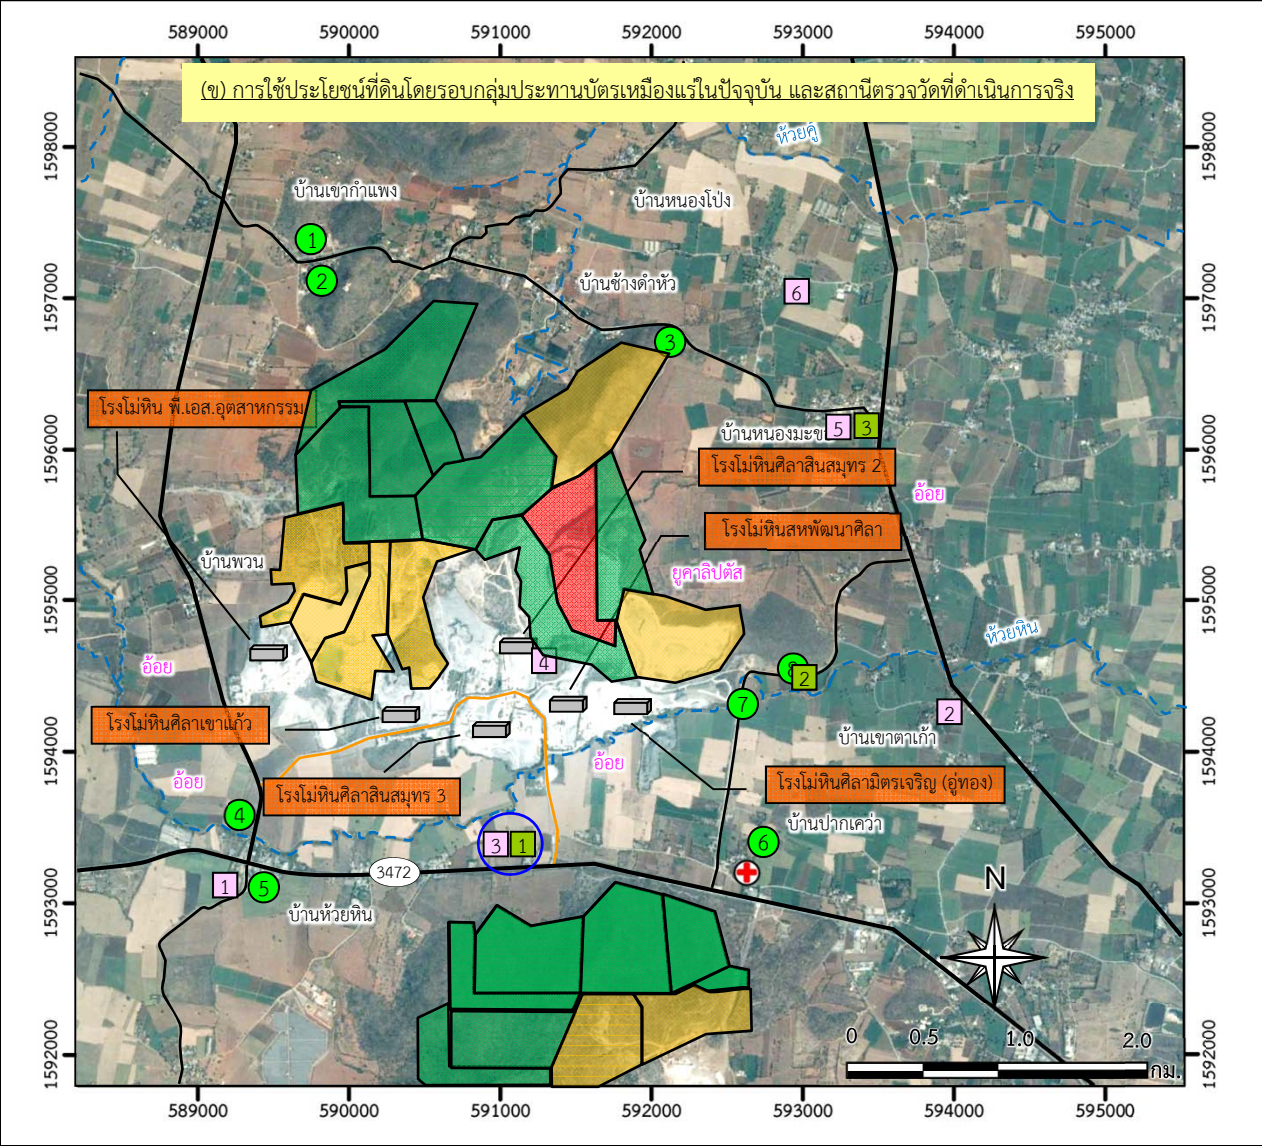 589000 590000 591000 592000 593000 594000 595000
(ข) การใช้ประโยชน์ที่ดินโดยรอบกลุ่มประทานบัตรเหมืองแร่ในปัจจุบัน และสถานีตรวจวัดที่ดำเนินการจริง
1598000
1598000
ห้วยคู่
บ้านเขากำแพง
บ้านหนองโป่ง
1
2
บ้านช้างดำหัว
6
1597000
1597000
3
โรงโม่หิน พี.เอส.อุตสาหกรรม
บ้านหนองมะข
5
3
1596000
1596000
โรงโม่หินศิลาสินสมุทร 2
อ้อย
โรงโม่หินสหพัฒนาศิลา
บ้านพวน
ยูคาลิปตัส
1595000
1595000
ห้วยหิน
อ้อย
4
8
2
7
2
โรงโม่หินศิลาเขาแก้ว
บ้านเขาตาเก้า
1594000
1594000
อ้อย
อ้อย
โรงโม่หินศิลาสินสมุทร 3
โรงโม่หินศิลามิตรเจริญ (อู่ทอง)
4
บ้านปากเคว่า
3
1
6
3472
1
5
N
บ้านห้วยหิน
1593000
1593000
0 0.5 1.0 2.0
กม.
1592000
1592000
589000 590000 591000 592000 593000 594000 595000